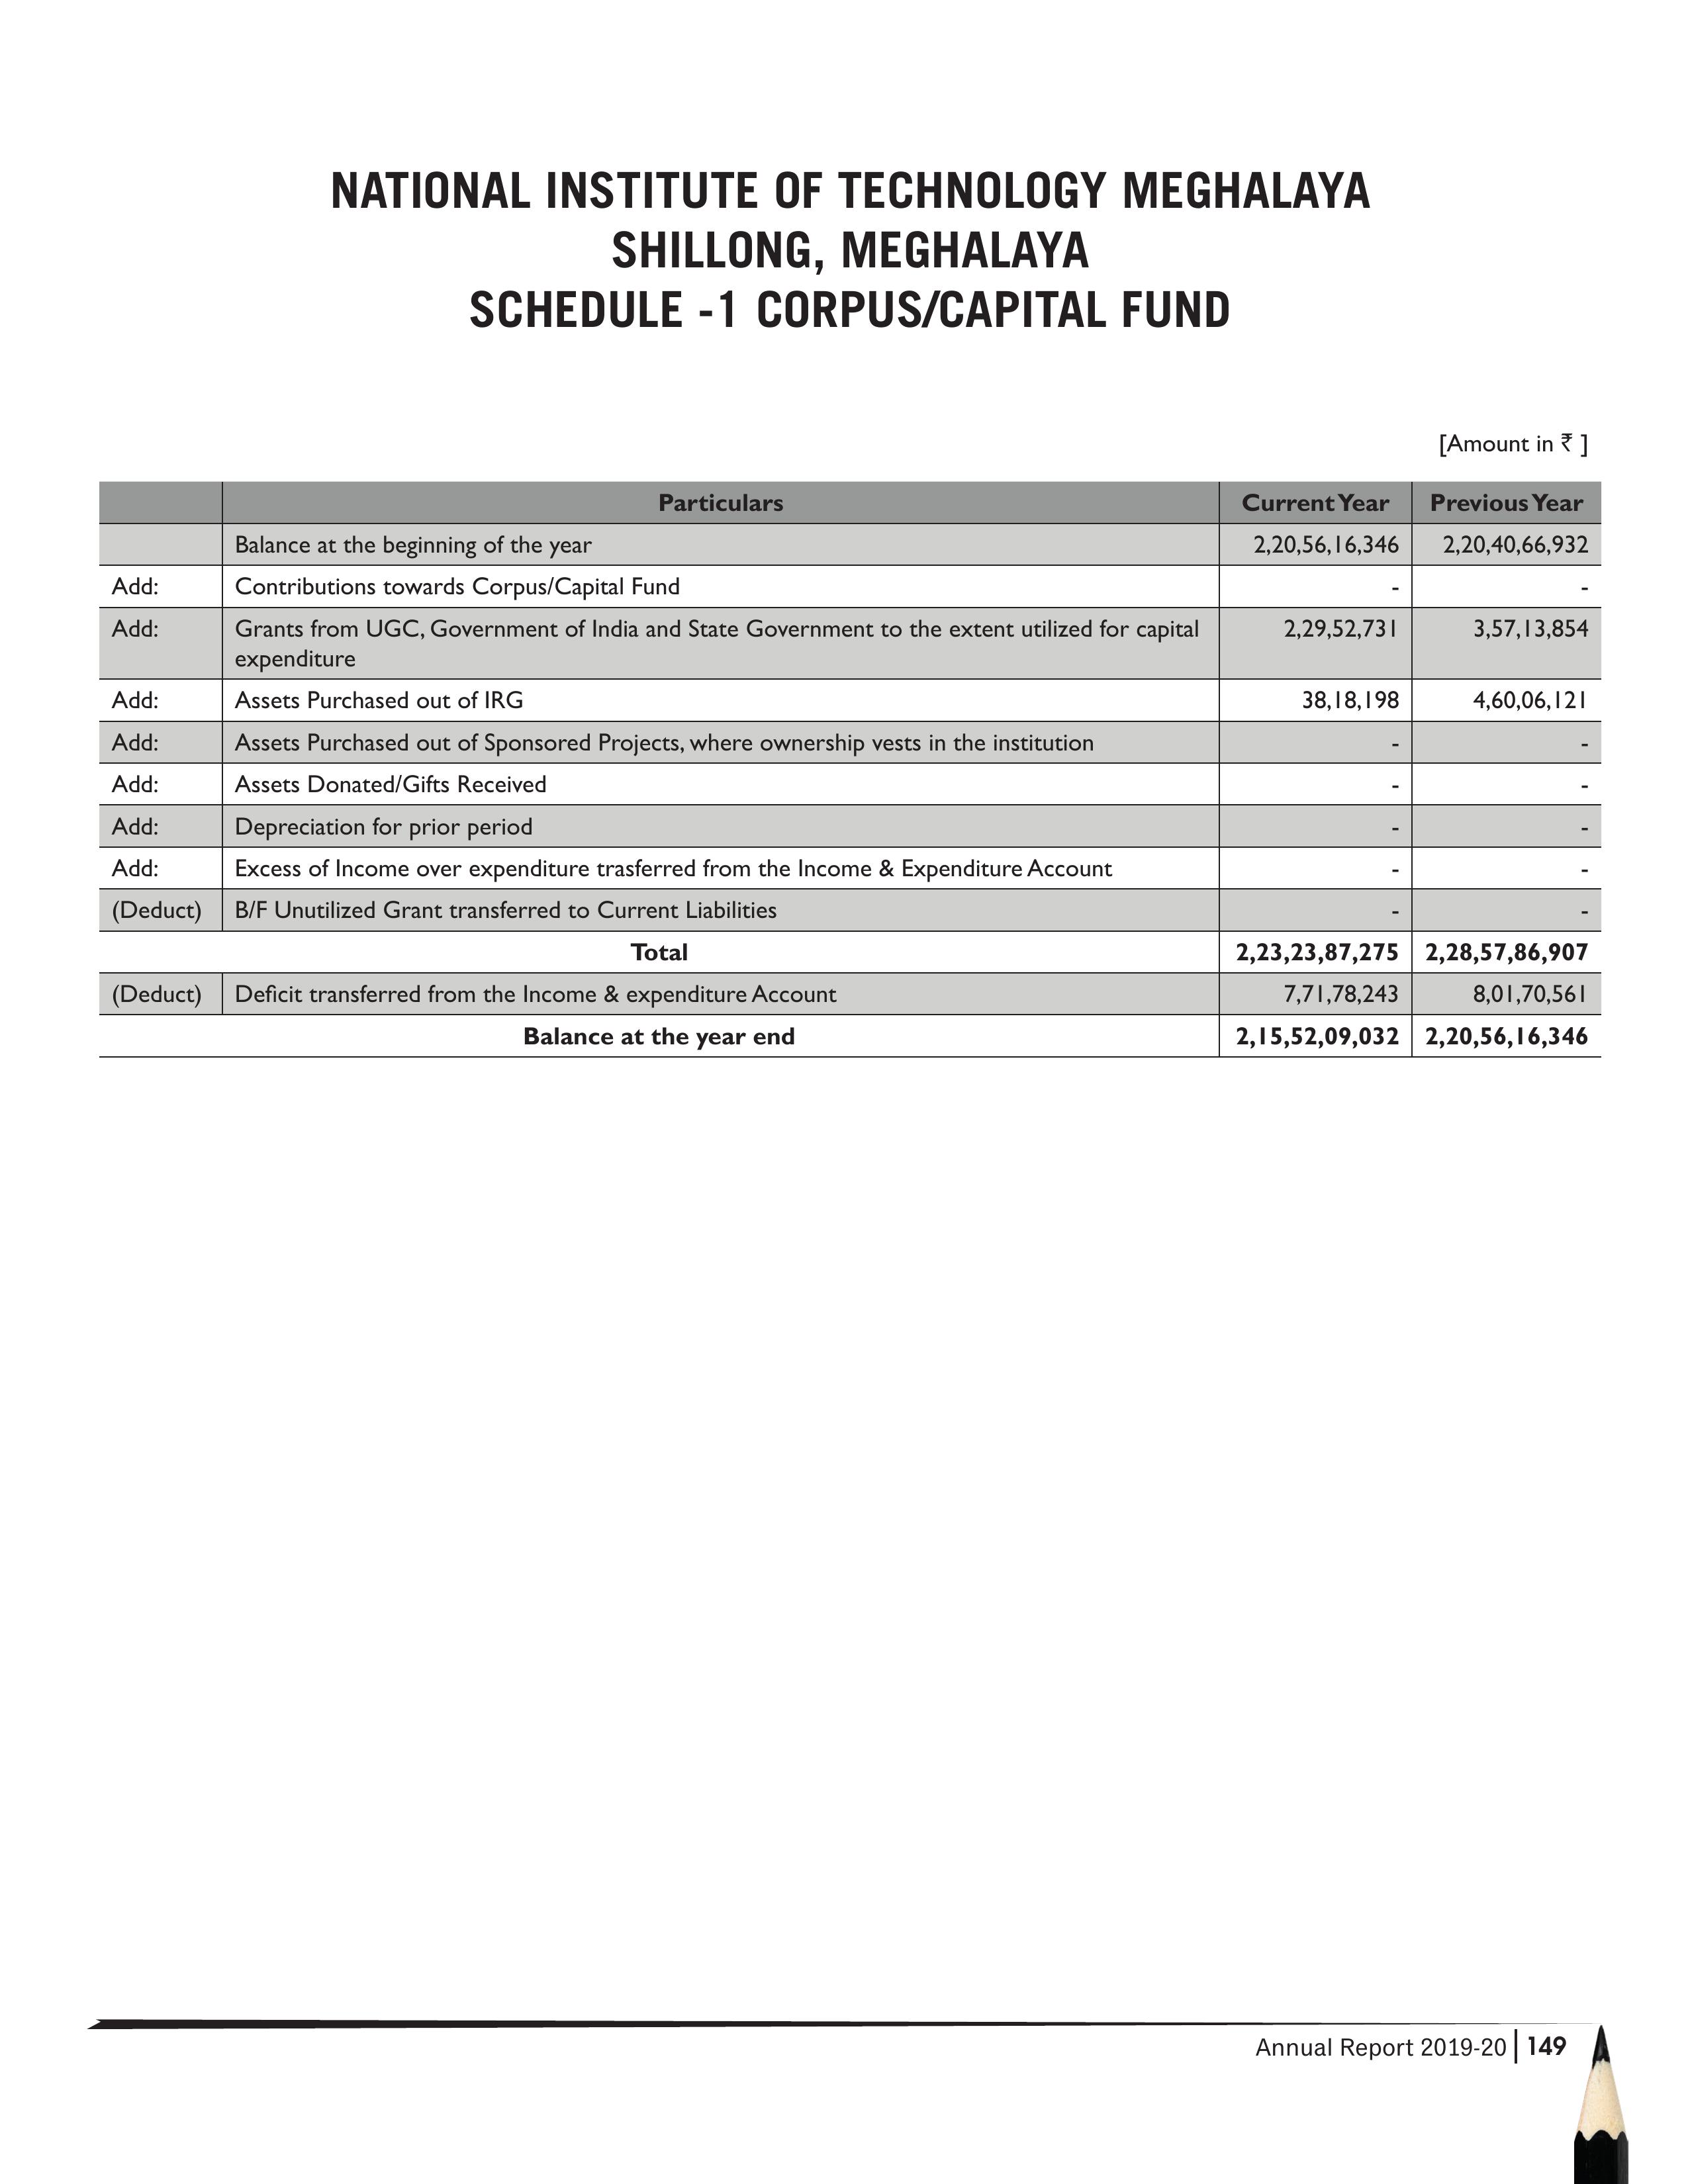 NATIONAL INSTITUTE OF TECHNOLOGY MEGHALAYA
SHILLONG, MEGHALAYA
SCHEDULE -1 CORPUS/CAPITAL FUND
[Amount in ₹ ]
Particulars Current Year Previous Year
Balance at the beginning of the year 2,20,56,16,346 2,20,40,66,932
Add: Contributions towards Corpus/Capital Fund - -
Add: Grants from UGC, Government of India and State Government to the extent utilized for capital 2,29,52,731 3,57,13,854
expenditure
Add: Assets Purchased out of IRG 38,18,198 4,60,06,121
Add: Assets Purchased out of Sponsored Projects, where ownership vests in the institution - -
Add: Assets Donated/Gifts Received - -
Add: Depreciation for prior period - -
Add: Excess of Income over expenditure trasferred from the Income & Expenditure Account - -
(Deduct) B/F Unutilized Grant transferred to Current Liabilities - -
Total 2,23,23,87,275 2,28,57,86,907
(Deduct) Deficit transferred from the Income & expenditure Account 7,71,78,243 8,01,70,561
Balance at the year end 2,15,52,09,032 2,20,56,16,346
Annual Report 2019-20 | 149